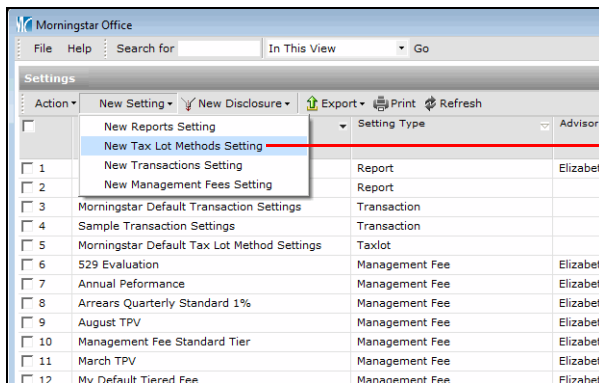 Morningstar Office
File Help Search for In This View Go
Settings
Action New Setting New Disclosure Export Print Refresh
New Reports Setting
New Tax Lot Methods Setting
New Transactions Setting
New Management Fees Setting
Setting Type Advisor
1 Report Elizabet
2 Report
3 Morningstar Default Transaction Settings Transaction
4 Sample Transaction Settings Transaction
5 Morningstar Default Tax Lot Method Settings Taxlot
6 529 Evaluation Management Fee Elizabet
7 Annual Peformance Management Fee Elizabet
8 Arrears Quarterly Standard 1% Management Fee Elizabet
9 August TPV Management Fee Elizabet
10 Management Fee Standard Tier Management Fee Elizabet
11 March TPV Management Fee Elizabet
12 My Default Tiered Fee Management Fee Elizabet